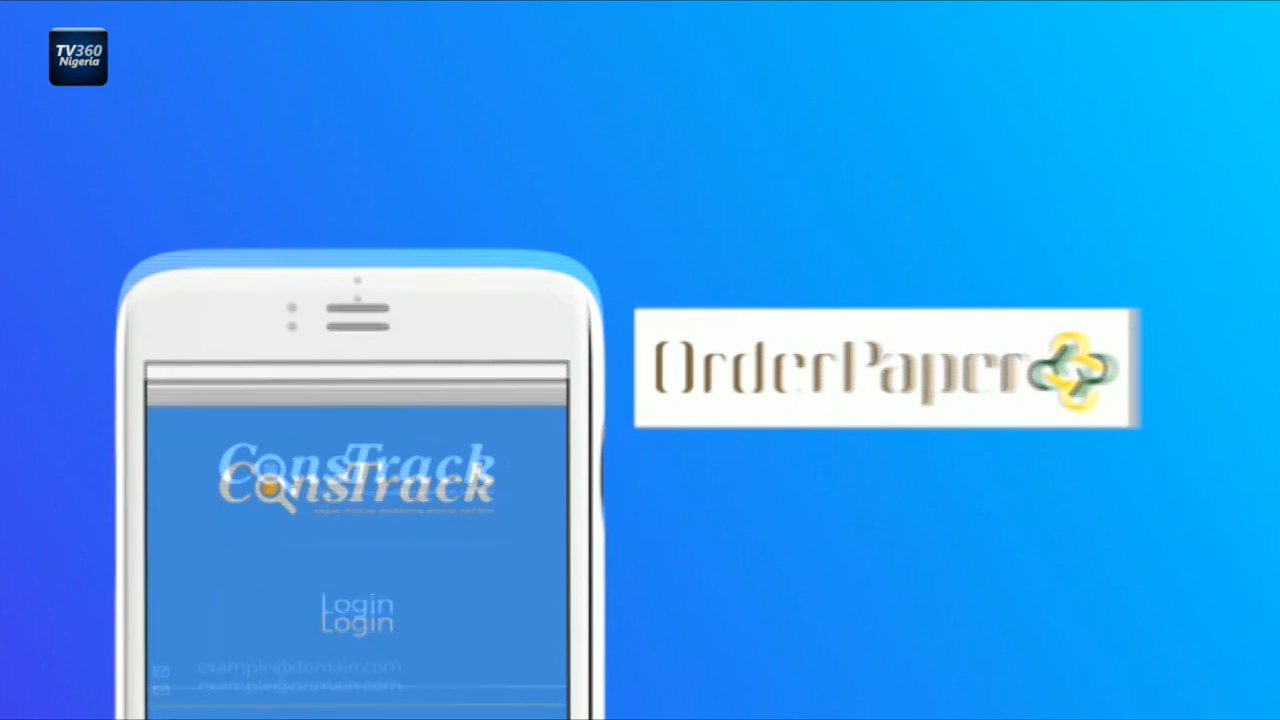 TV360
Nigeria
OrderPaper
ConsTrack
Login
example@domain.com